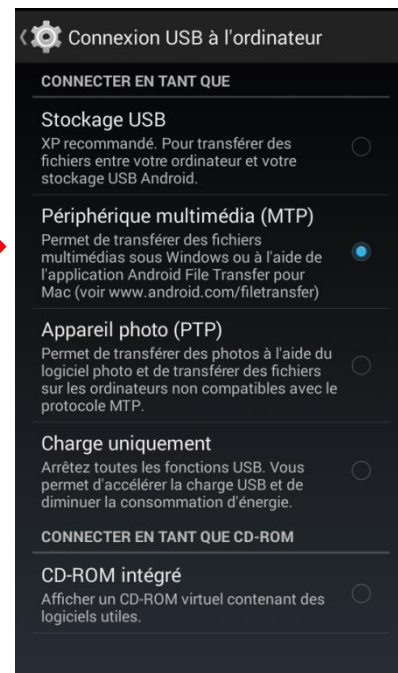 Connexion USB à l'ordinateur
CONNECTER EN TANT QUE
Stockage USB
XP recommandé. Pour transférer des
fichiers entre votre ordinateur et votre
stockage USB Android.
Périphérique multimédia (MTP)
Permet de transférer des fichiers
multimédias sous Windows ou à l'aide de
l'application Android File Transfer pour
Mac (voir www.android.com/filetransfer)
Appareil photo (PTP)
Permet de transférer des photos à l'aide du
logiciel photo et de transférer des fichiers
sur les ordinateurs non compatibles avec le
protocole MTP.
Charge uniquement
Arrêtez toutes les fonctions USB. Vous
permet d'accélérer la charge USB et de
diminuer la consommation d'énergie.
CONNECTER EN TANT QUE CD-ROM
CD-ROM intégré
Afficher un CD-ROM virtuel contenant des
logiciels utiles.